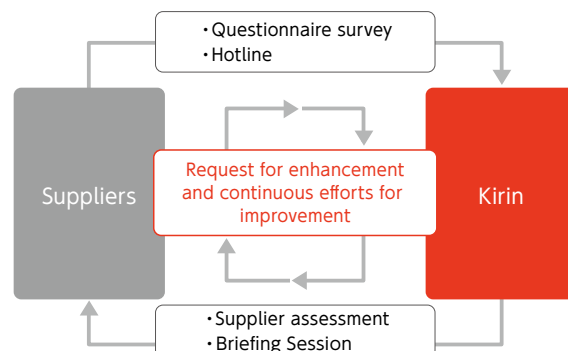 ・Questionnaire survey
・Hotline
Suppliers
Request for enhancement
and continuous efforts for
improvement
Kirin
・Supplier assessment
・Briefing Session